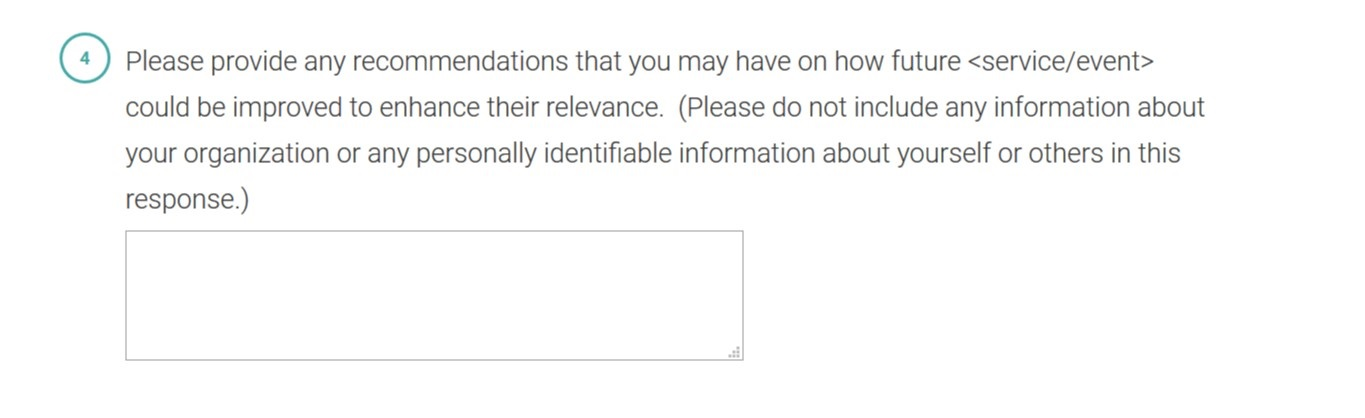 4 Please provide any recommendations that you may have on how future <service/event>
could be improved to enhance their relevance.  (Please do not include any information about
your organization or any personally identifiable information about yourself or others in this
response.)